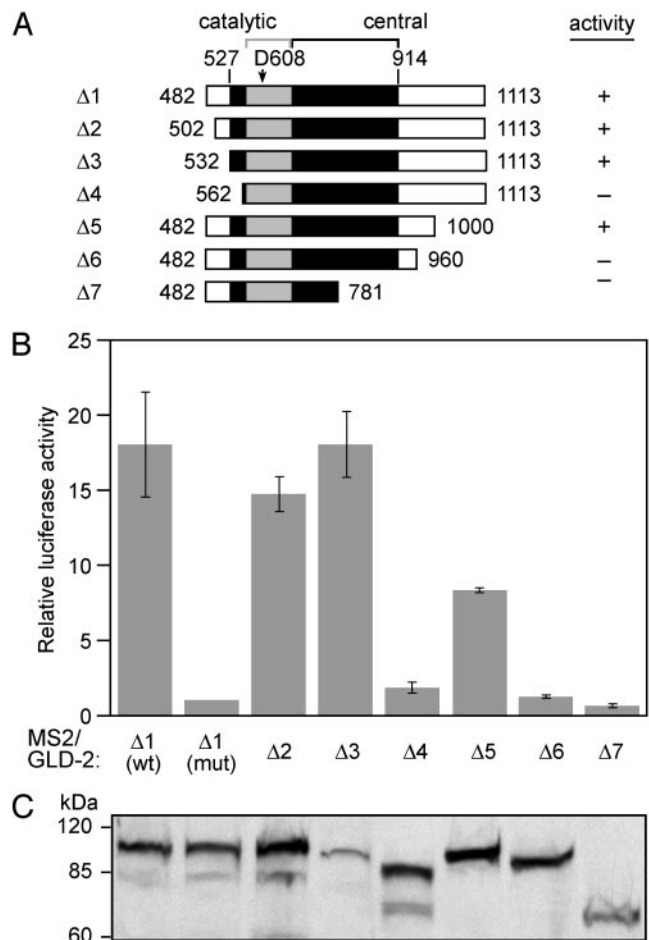 A
catalytic central activity
527 D608 914
Δ1 482 1113 +
Δ2 502 1113 +
Δ3 532 1113 +
Δ4 562 1113 –
Δ5 482 1000 +
Δ6 482 960 –
Δ7 482 781 –
B
25
20
15
10
5
0
Relative luciferase activity
MS2/
GLD-2:
Δ1
(wt)
Δ1
(mut)
Δ2 Δ3 Δ4 Δ5 Δ6 Δ7
C kDa
120
85
60